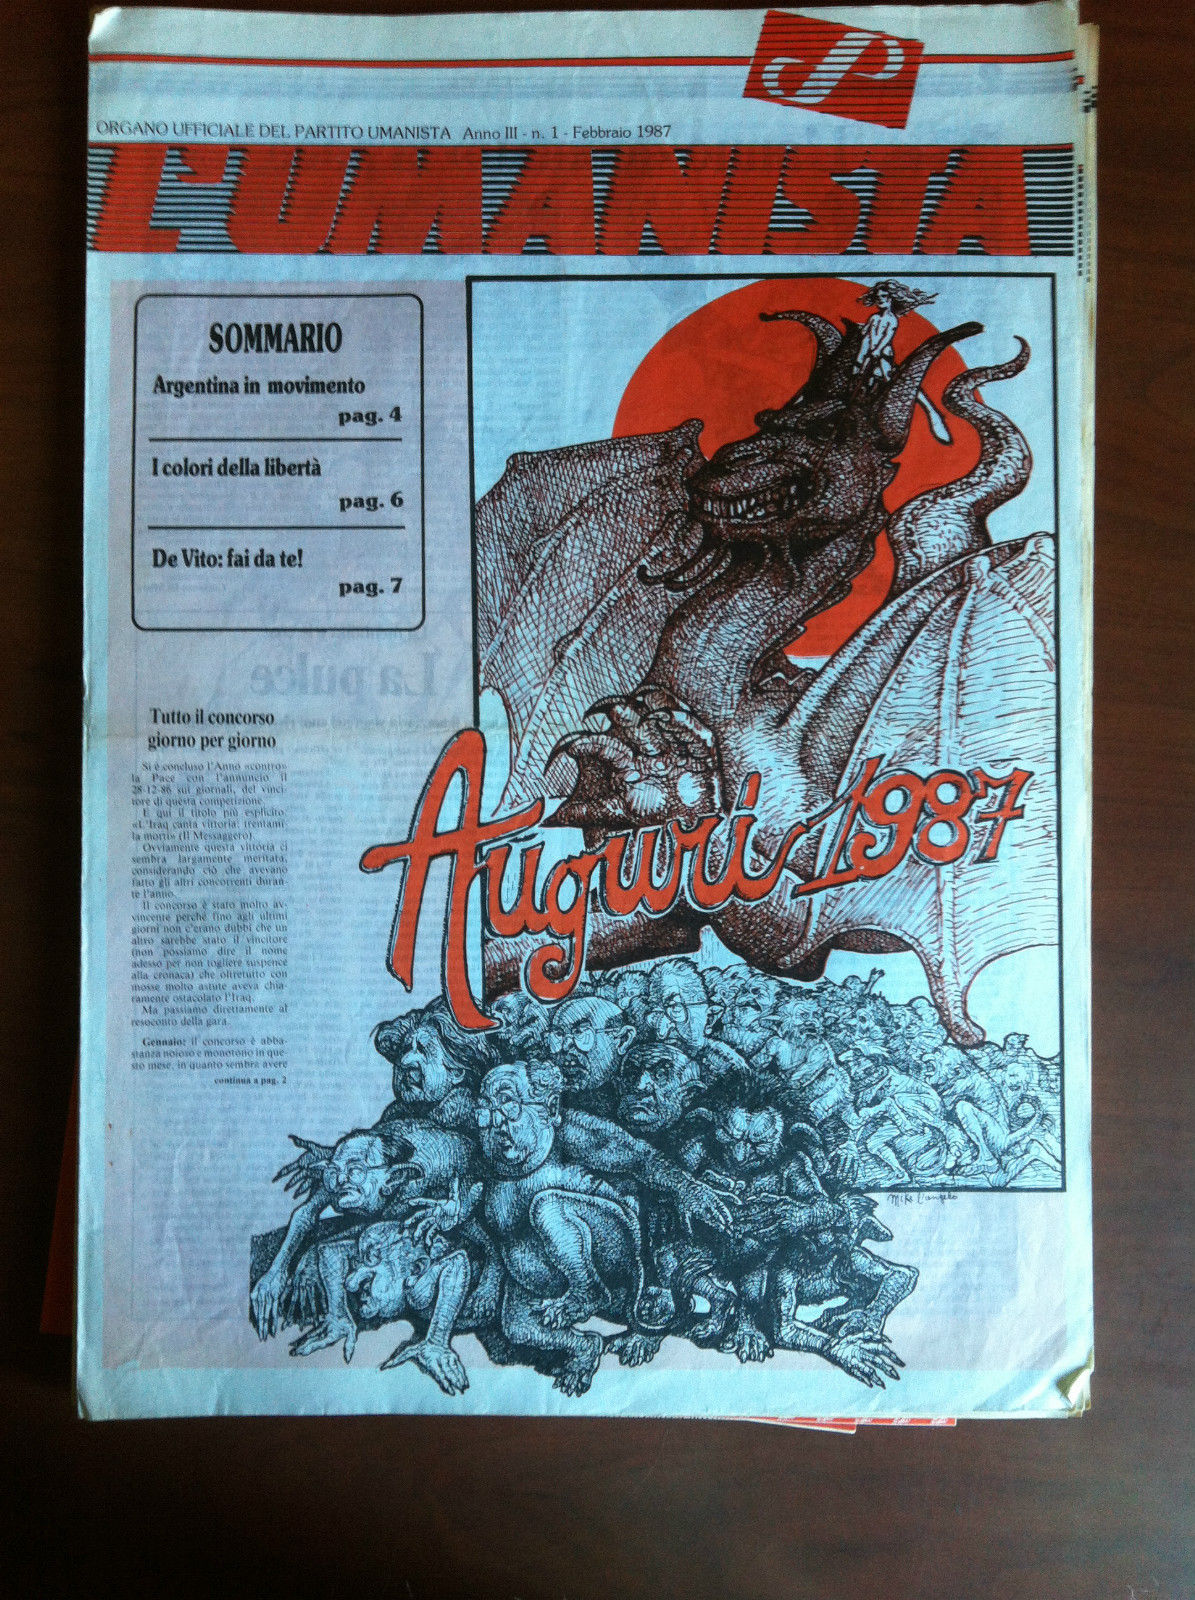 ORGANO UFFICIALE DEL PARTITO UMANISTA Anno III - n. 1 - Febbraio 1987
L'UMANISTA
SOMMARIO
Argentina in movimento
pag. 4
I colori della libertà
pag. 6
De Vito: fai da te!
pag. 7
La pulce
Tutto il concorso
giorno per giorno
Si è concluso l'Anno «contro»
la Pace con l'annuncio il
28-12-86 sui giornali, del vinci-
tore di questa competizione.
E qui il titolo più esplicito:
«L'Iraq canta vittoria: trentami-
la morti» (Il Messaggero).
Ovviamente questa vittoria ci
sembra largamente meritata,
considerando ciò che avevano
fatto gli altri concorrenti duran-
te l'anno.
Il concorso è stato molto av-
vincente perché fino agli ultimi
giorni non c'erano dubbi che un
altro sarebbe stato il vincitore
(non possiamo dire il nome
adesso per non togliere suspence
alla cronaca) che oltretutto con
mosse molto astute aveva chia-
ramente ostacolato l'Iraq.
Ma passiamo direttamente al
resoconto della gara.
Gennaio: il concorso è abba-
stanza noioso e monotono in que-
sto mese, in quanto sembra avere
continua a pag. 2
Auguri 1987
Mike L'angelo